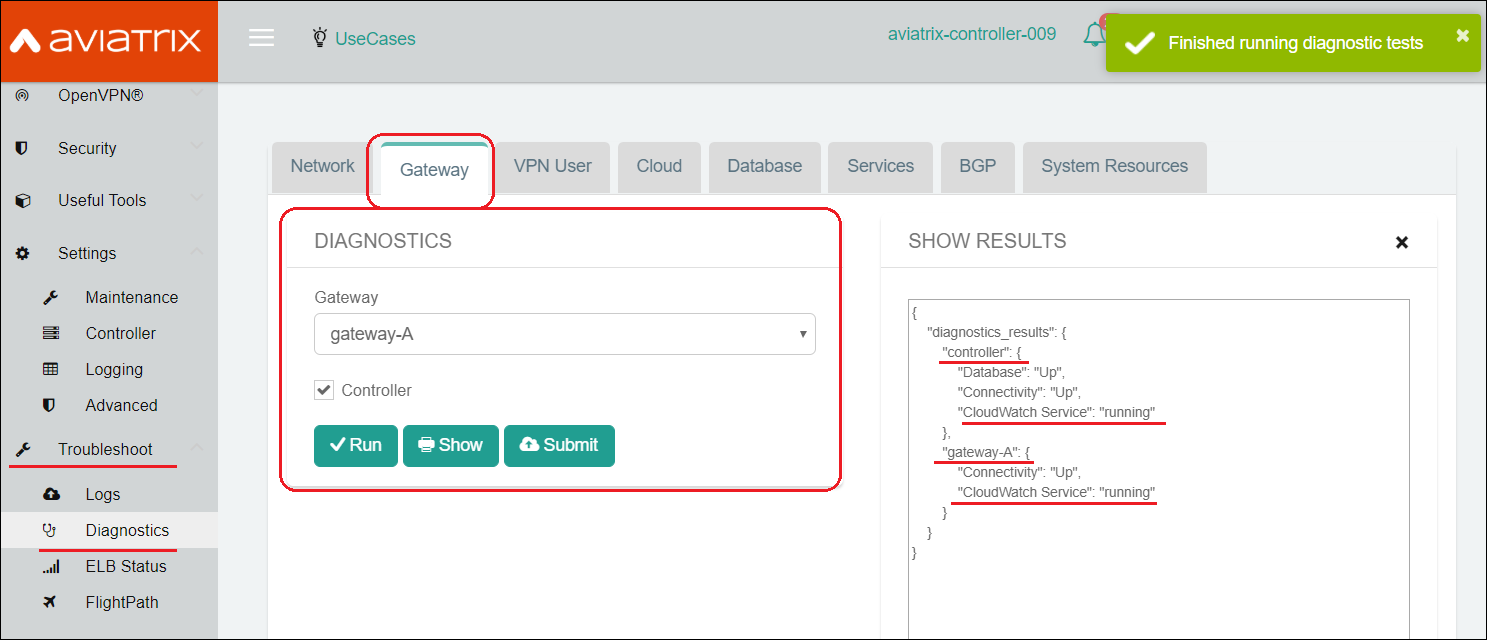 aviatrix
UseCases
aviatrix-controller-009
Finished running diagnostic tests
OpenVPN®
Security
Useful Tools
Settings
Maintenance
Controller
Logging
Advanced
Troubleshoot
Logs
Diagnostics
ELB Status
FlightPath
Network
Gateway
VPN User
Cloud
Database
Services
BGP
System Resources
DIAGNOSTICS
Gateway
gateway-A
Controller
Run
Show
Submit
SHOW RESULTS
{
"diagnostics_results": {
"controller": {
"Database": "Up",
"Connectivity": "Up",
"CloudWatch Service": "running"
},
"gateway-A": {
"Connectivity": "Up",
"CloudWatch Service": "running"
}
}
}